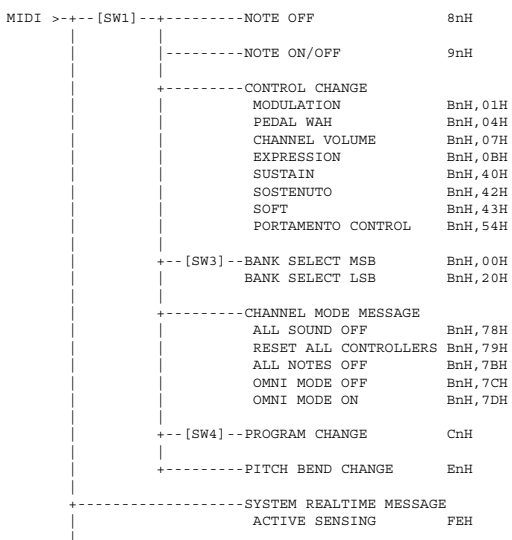 MIDI >-+--[SW1]--+---------NOTE OFF              8nH
       |         |
       |         |---------NOTE ON/OFF           9nH
       |         |
       |         +---------CONTROL CHANGE
       |         |          MODULATION           BnH,01H
       |         |          PEDAL WAH            BnH,04H
       |         |          CHANNEL VOLUME       BnH,07H
       |         |          EXPRESSION           BnH,0BH
       |         |          SUSTAIN              BnH,40H
       |         |          SOSTENUTO            BnH,42H
       |         |          SOFT                 BnH,43H
       |         |          PORTAMENTO CONTROL   BnH,54H
       |         |
       |         +--[SW3]--BANK SELECT MSB       BnH,00H
       |         |         BANK SELECT LSB       BnH,20H
       |         |
       |         +---------CHANNEL MODE MESSAGE
       |         |          ALL SOUND OFF        BnH,78H
       |         |          RESET ALL CONTROLLERS BnH,79H
       |         |          ALL NOTES OFF        BnH,7BH
       |         |          OMNI MODE OFF        BnH,7CH
       |         |          OMNI MODE ON         BnH,7DH
       |         |
       |         +--[SW4]--PROGRAM CHANGE        CnH
       |         |
       |         +---------PITCH BEND CHANGE     EnH
       |
       +-------------------SYSTEM REALTIME MESSAGE
       |                    ACTIVE SENSING       FEH
       |